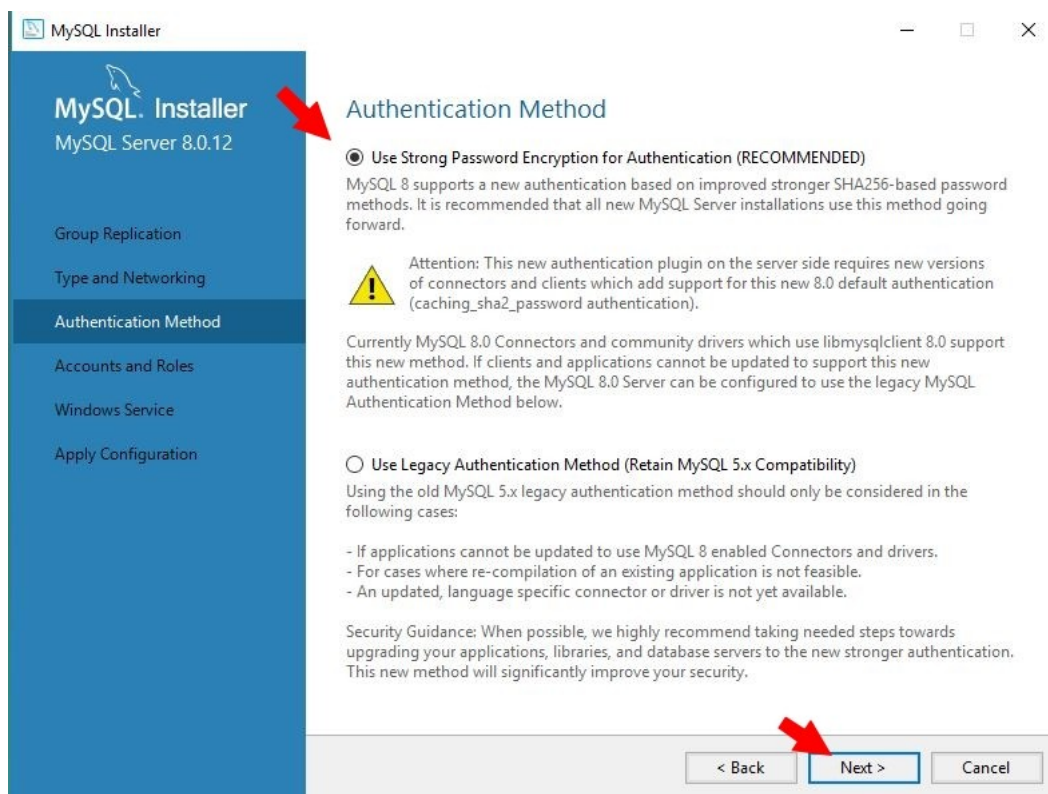 MySQL Installer
MySQL. Installer
MySQL Server 8.0.12
Group Replication
Type and Networking
Authentication Method
Accounts and Roles
Windows Service
Apply Configuration
Authentication Method
Use Strong Password Encryption for Authentication (RECOMMENDED)
MySQL 8 supports a new authentication based on improved stronger SHA256-based password
methods. It is recommended that all new MySQL Server installations use this method going
forward.
Attention: This new authentication plugin on the server side requires new versions
of connectors and clients which add support for this new 8.0 default authentication
(caching_sha2_password authentication).
Currently MySQL 8.0 Connectors and community drivers which use libmysqlclient 8.0 support
this new method. If clients and applications cannot be updated to support this new
authentication method, the MySQL 8.0 Server can be configured to use the legacy MySQL
Authentication Method below.
Use Legacy Authentication Method (Retain MySQL 5.x Compatibility)
Using the old MySQL 5.x legacy authentication method should only be considered in the
following cases:
- If applications cannot be updated to use MySQL 8 enabled Connectors and drivers.
- For cases where re-compilation of an existing application is not feasible.
- An updated, language specific connector or driver is not yet available.
Security Guidance: When possible, we highly recommend taking needed steps towards
upgrading your applications, libraries, and database servers to the new stronger authentication.
This new method will significantly improve your security.
< Back
Next >
Cancel